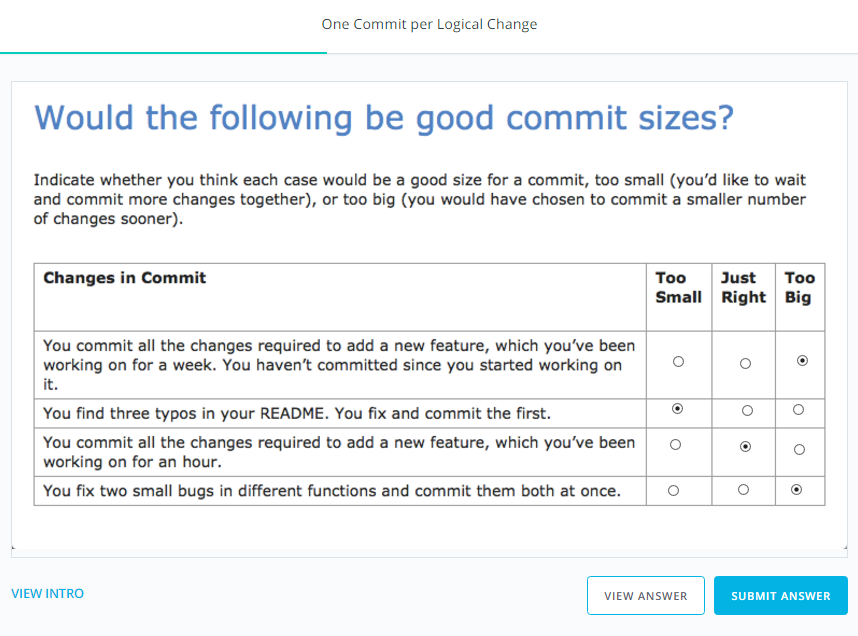 One Commit per Logical Change
Would the following be good commit sizes?
Indicate whether you think each case would be a good size for a commit, too small (you'd like to wait
and commit more changes together), or too big (you would have chosen to commit a smaller number
of changes sooner).
Changes in Commit
Too
Small
Just
Right
Too
Big
You commit all the changes required to add a new feature, which you've been
working on for a week. You haven't committed since you started working on
it.
You find three typos in your README. You fix and commit the first.
You commit all the changes required to add a new feature, which you've been
working on for an hour.
You fix two small bugs in different functions and commit them both at once.
VIEW INTRO
VIEW ANSWER
SUBMIT ANSWER